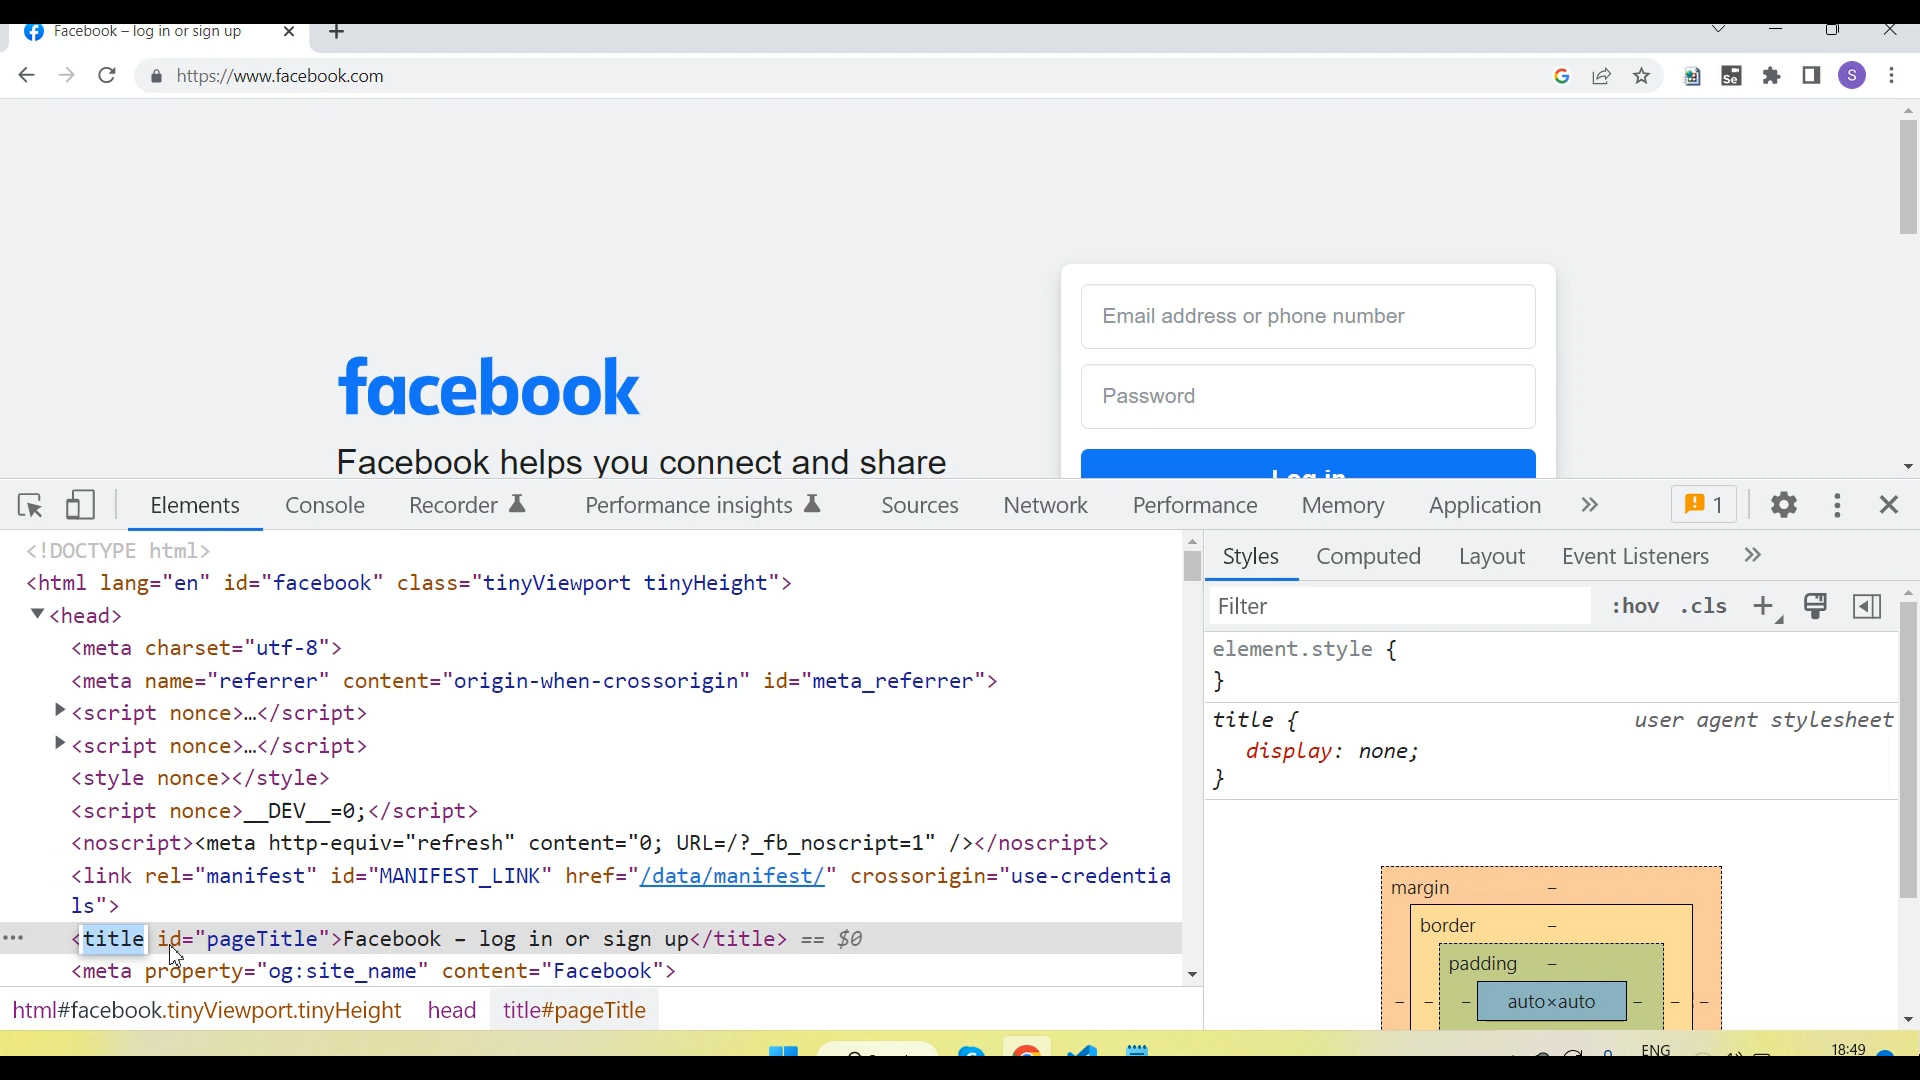 Facebook – log in or sign up
https://www.facebook.com
Se
S
Email address or phone number
Password
facebook
Facebook helps you connect and share
Log in
Elements
Console
Recorder
Performance insights
Sources
Network
Performance
Memory
Application
1
<!DOCTYPE html>
<html lang="en" id="facebook" class="tinyViewport tinyHeight">
<head>
<meta charset="utf-8">
<meta name="referrer" content="origin-when-crossorigin" id="meta_referrer">
<script nonce>…</script>
<script nonce>…</script>
<style nonce></style>
<script nonce>__DEV__=0;</script>
<noscript><meta http-equiv="refresh" content="0; URL=/?_fb_noscript=1" /></noscript>
<link rel="manifest" id="MANIFEST_LINK" href="/data/manifest/" crossorigin="use-credentia
ls">
<title id="pageTitle">Facebook – log in or sign up</title> == $0
<meta property="og:site_name" content="Facebook">
html#facebook.tinyViewport.tinyHeight head title#pageTitle
Styles
Computed
Layout
Event Listeners
Filter
:hov .cls
element.style {
}
title {
user agent stylesheet
display: none;
}
margin –
border –
padding –
– – – auto×auto – – –
ENG
18:49